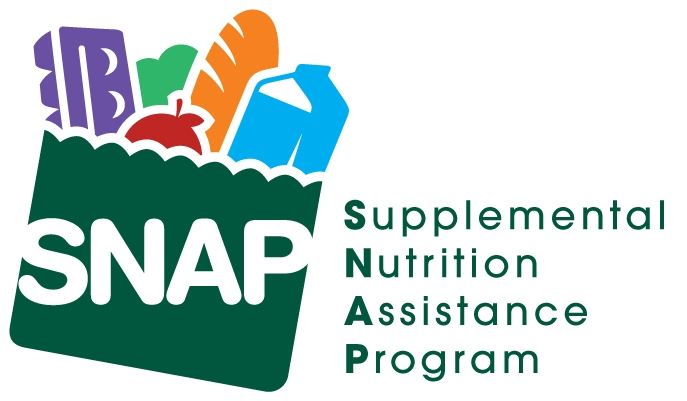 SNAP
Supplemental
Nutrition
Assistance
Program